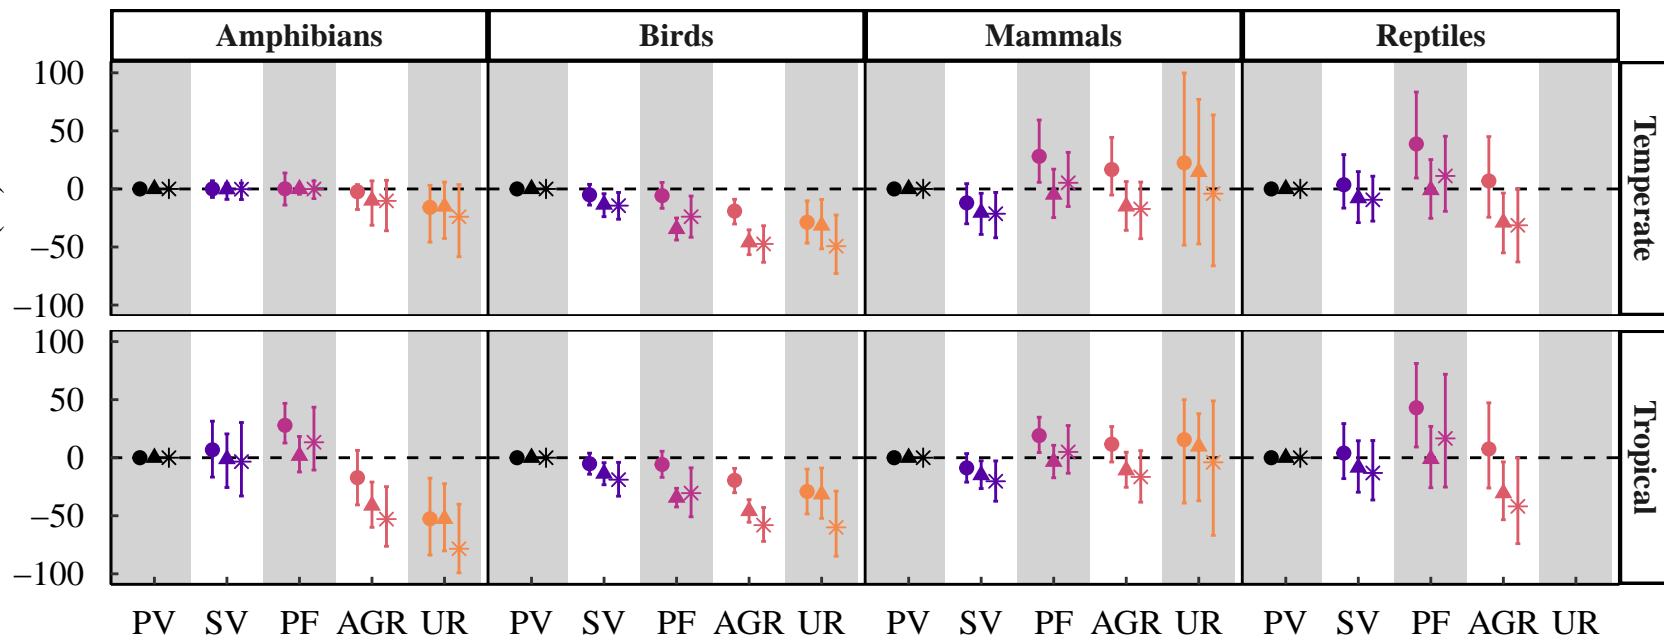 Amphibians Birds Mammals Reptiles
100
50
0
−50
−100
Temperate
100
50
0
−50
−100
Tropical
PV SV PF AGR UR PV SV PF AGR UR PV SV PF AGR UR PV SV PF AGR UR